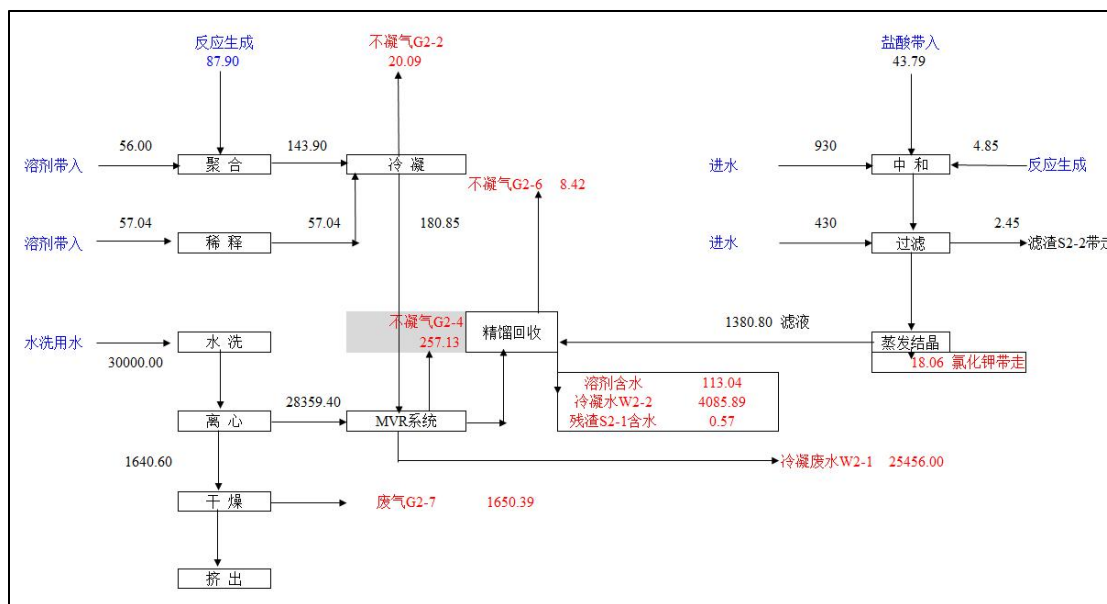 反应生成
87.90
不凝气G2-2
20.09
盐酸带入
43.79
56.00
溶剂带入
聚合
143.90
冷凝
进水
930
中和
4.85
反应生成
不凝气G2-6 8.42
57.04
溶剂带入
稀释
57.04
180.85
进水
430
过滤
2.45
滤渣S2-2带走
水洗用水
30000.00
水洗
不凝气G2-4
257.13
精馏回收
1380.80 滤液
蒸发结晶
18.06 氯化钾带走
溶剂含水 113.04
冷凝水W2-2 4085.89
残渣S2-1含水 0.57
离心
28359.40
MVR系统
冷凝废水W2-1 25456.00
1640.60
干燥
废气G2-7 1650.39
挤出